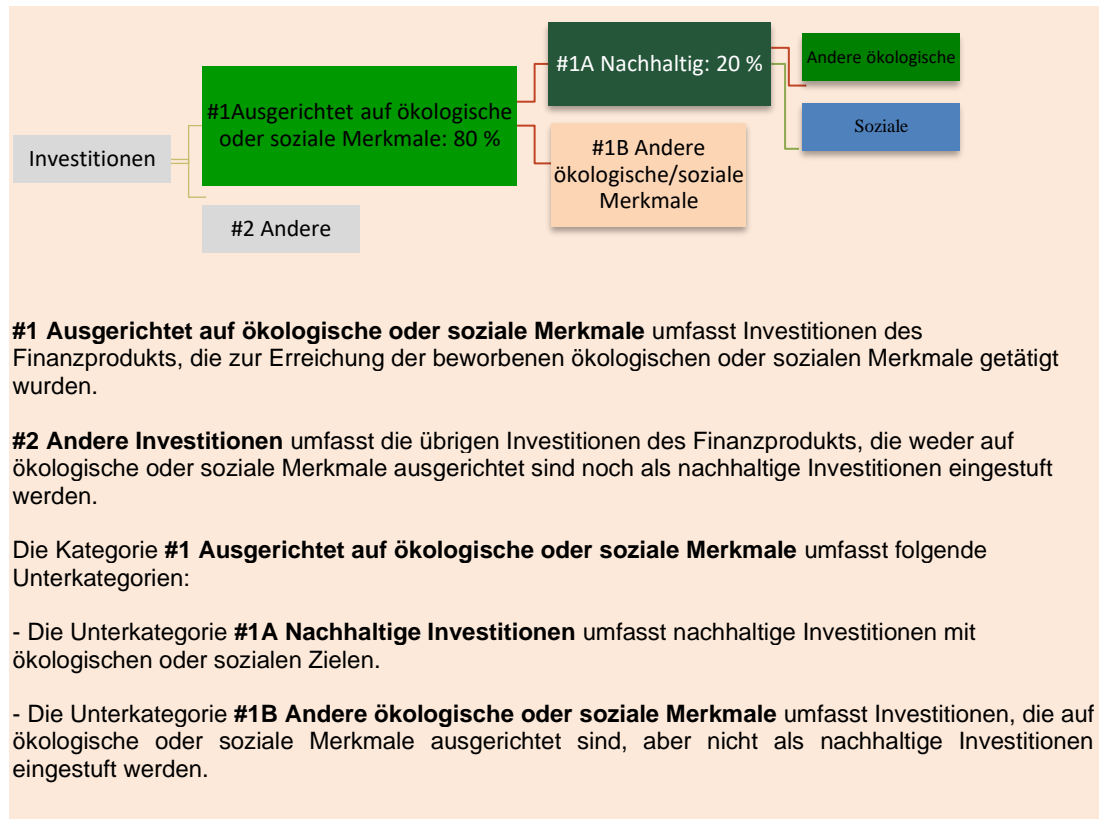 Investitionen
#1Ausgerichtet auf ökologische
oder soziale Merkmale: 80 %
#2 Andere
#1A Nachhaltig: 20 %
#1B Andere
ökologische/soziale
Merkmale
Andere ökologische
Soziale
#1 Ausgerichtet auf ökologische oder soziale Merkmale umfasst Investitionen des
Finanzprodukts, die zur Erreichung der beworbenen ökologischen oder sozialen Merkmale getätigt
wurden.
#2 Andere Investitionen umfasst die übrigen Investitionen des Finanzprodukts, die weder auf
ökologische oder soziale Merkmale ausgerichtet sind noch als nachhaltige Investitionen eingestuft
werden.
Die Kategorie #1 Ausgerichtet auf ökologische oder soziale Merkmale umfasst folgende
Unterkategorien:
- Die Unterkategorie #1A Nachhaltige Investitionen umfasst nachhaltige Investitionen mit
ökologischen oder sozialen Zielen.
- Die Unterkategorie #1B Andere ökologische oder soziale Merkmale umfasst Investitionen, die auf
ökologische oder soziale Merkmale ausgerichtet sind, aber nicht als nachhaltige Investitionen
eingestuft werden.